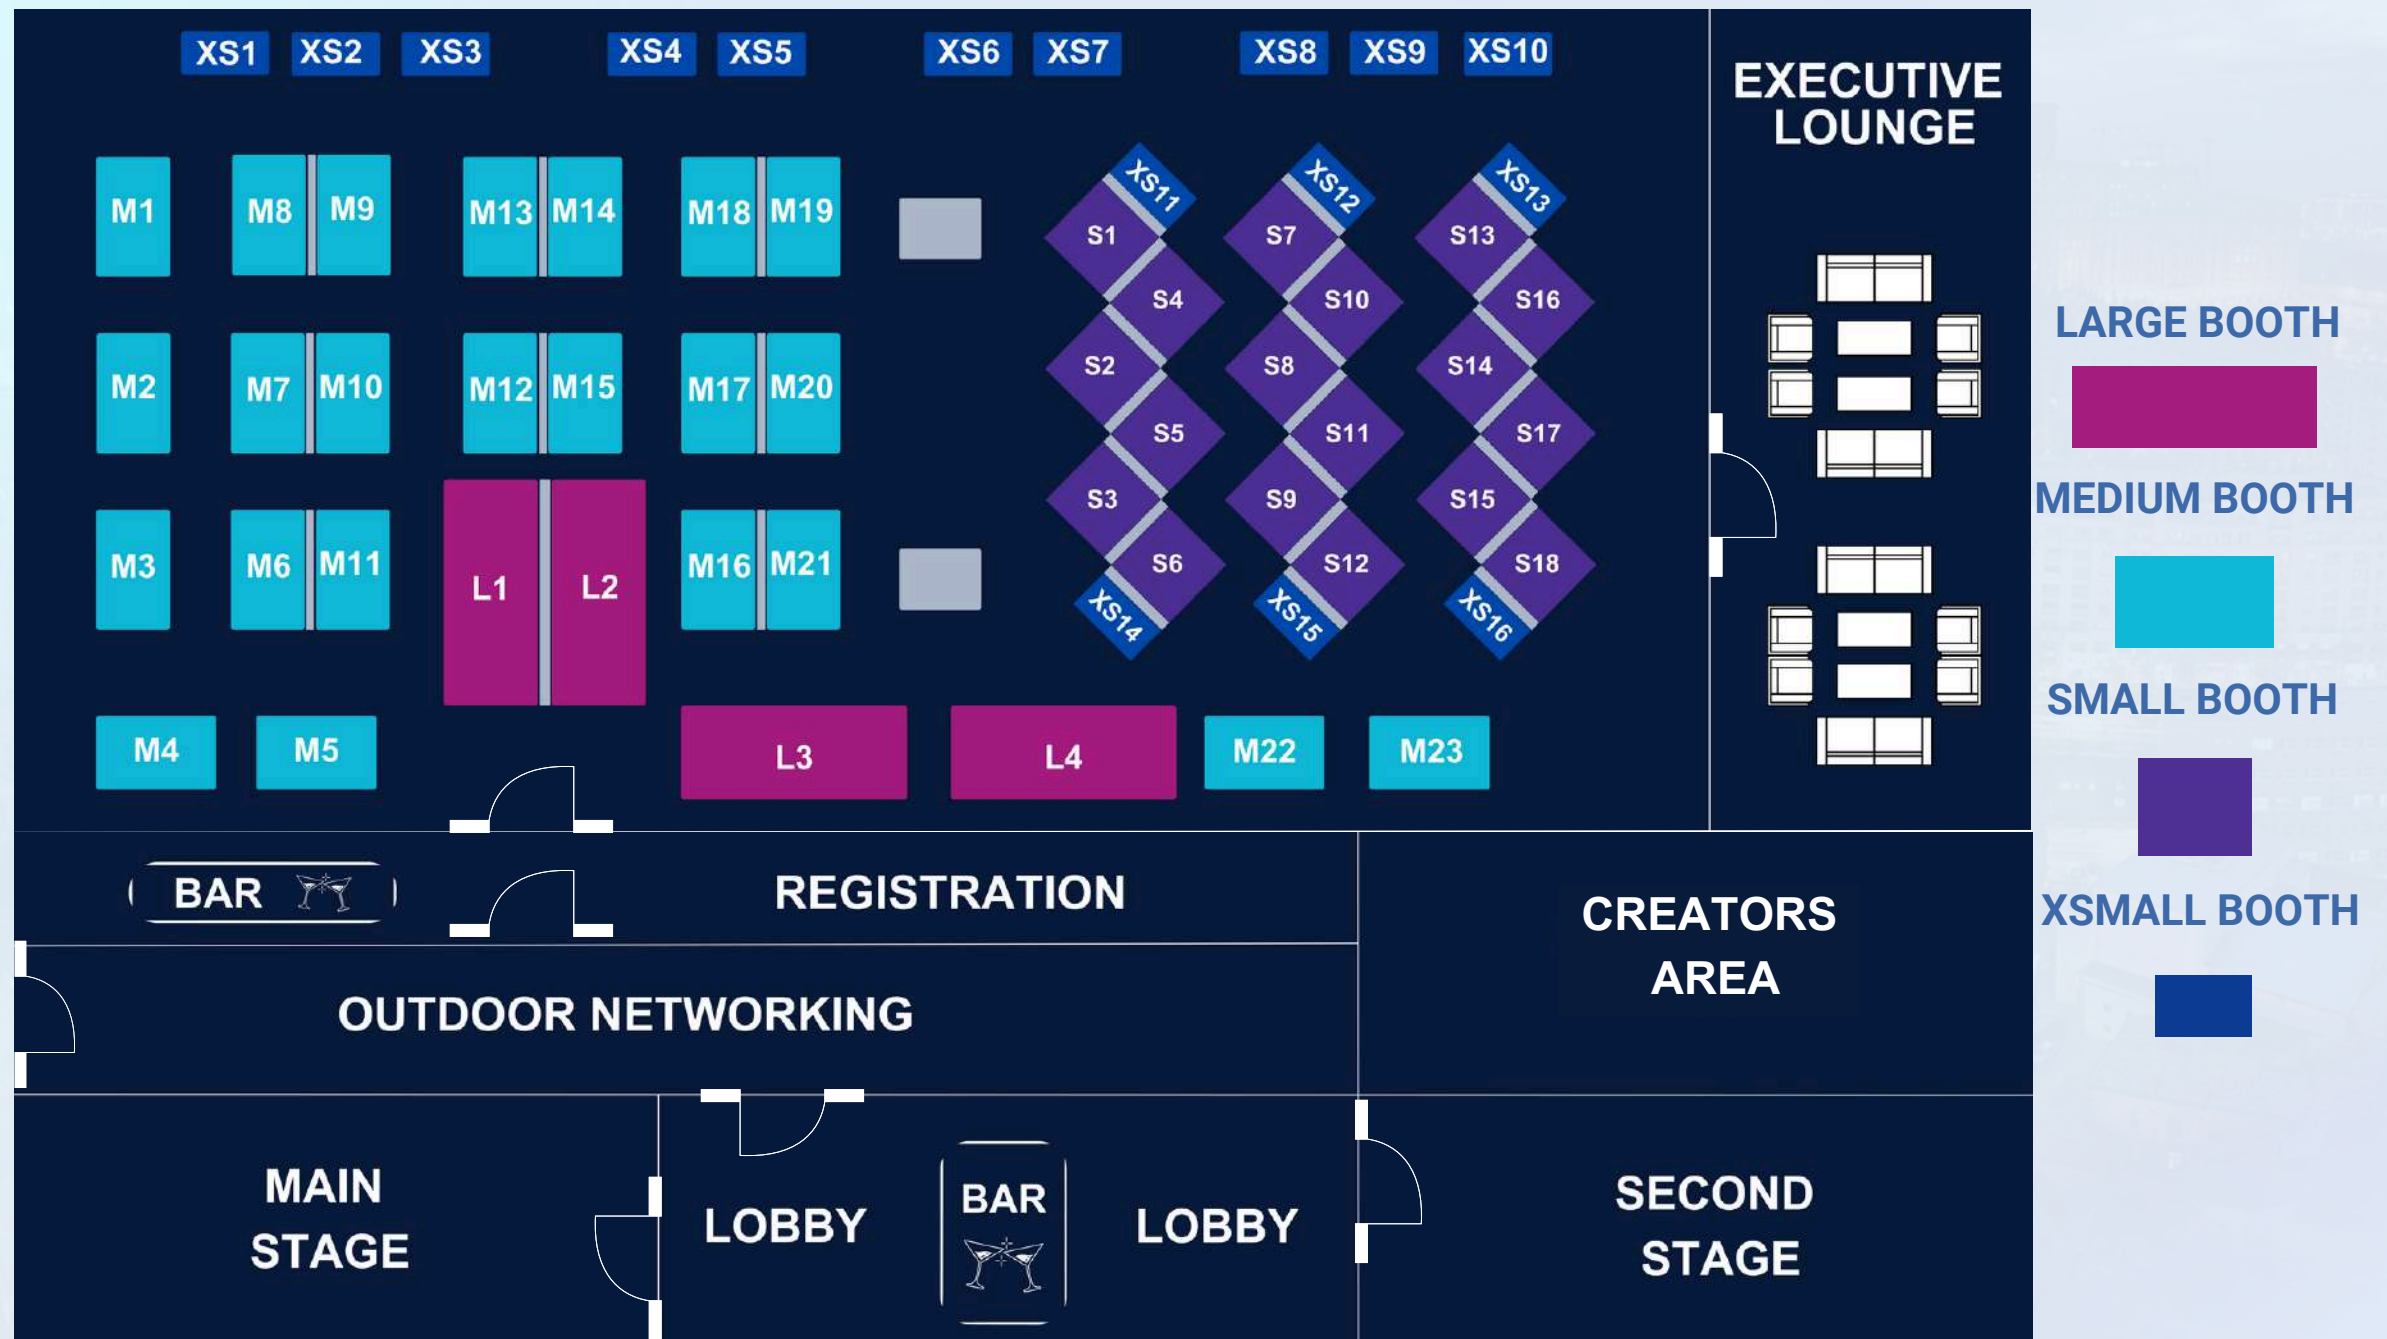 XS1 XS2 XS3 XS4 XS5 XS6 XS7 XS8 XS9 XS10
EXECUTIVE
LOUNGE
XS11 XS12 XS13
M1 M8 M9 M13 M14 M18 M19
S1 S7 S13
S4 S10 S16
M2 M7 M10 M12 M15 M17 M20
S2 S8 S14
S5 S11 S17
S3 S9 S15
M3 M6 M11 L1 L2 M16 M21
S6 S12 S18
XS14 XS15 XS16
M4 M5 L3 L4 M22 M23
LARGE BOOTH
MEDIUM BOOTH
SMALL BOOTH
XSMALL BOOTH
BAR
REGISTRATION
CREATORS
AREA
OUTDOOR NETWORKING
MAIN
STAGE
LOBBY
BAR
LOBBY
SECOND
STAGE